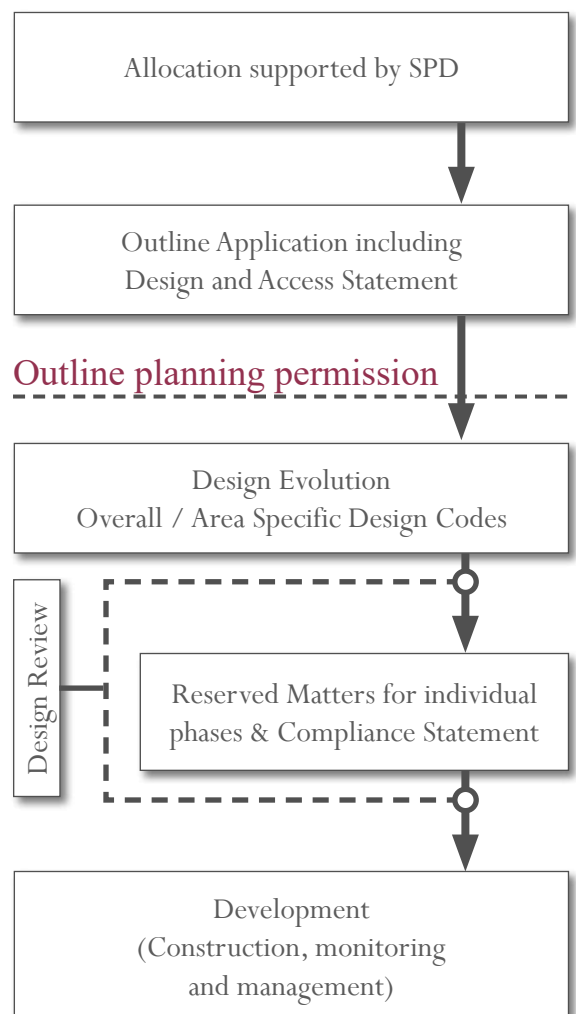 Allocation supported by SPD
Outline Application including
Design and Access Statement
Outline planning permission
Design Evolution
Overall / Area Specific Design Codes
Design Review
Reserved Matters for individual
phases & Compliance Statement
Development
(Construction, monitoring
and management)